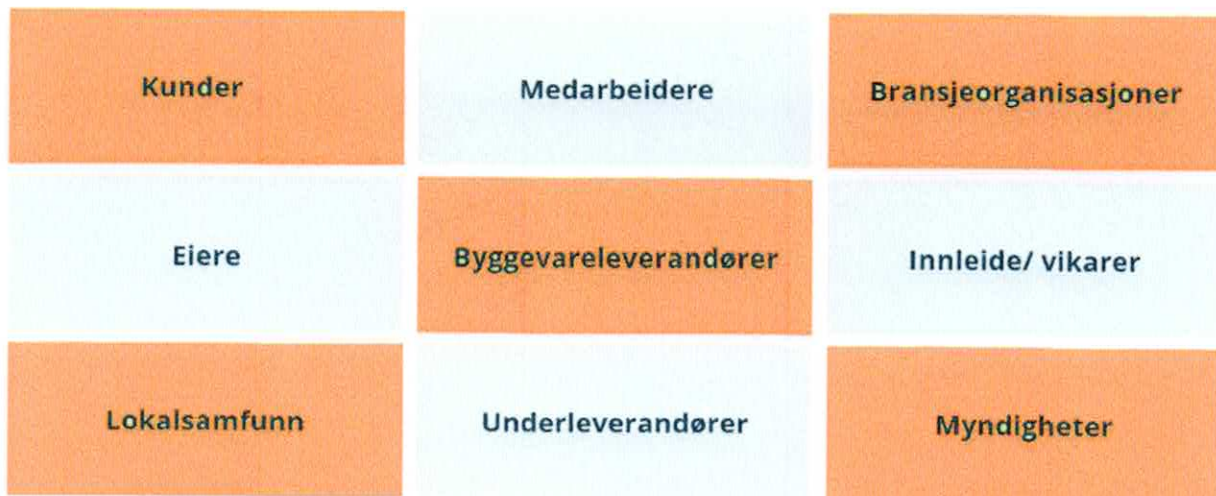 Kunder
Medarbeidere
Bransjeorganisasjoner
Eiere
Byggevareleverandører
Innleide/ vikarer
Lokalsamfunn
Underleverandører
Myndigheter